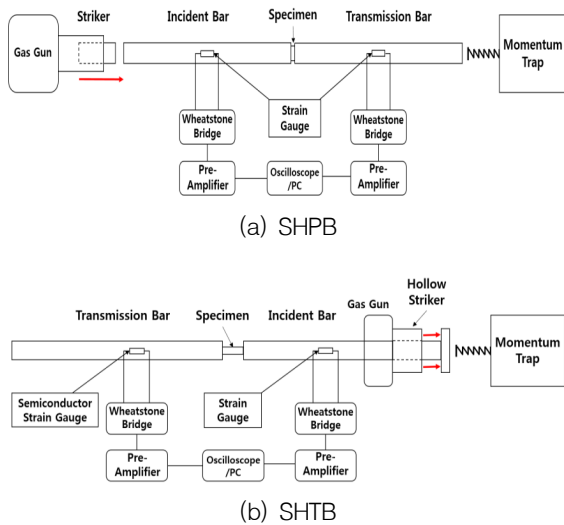 Striker
Incident Bar
Specimen
Transmission Bar
Gas Gun
Momentum
Trap
Wheatstone
Bridge
Strain
Gauge
Wheatstone
Bridge
Pre-
Amplifier
Oscilloscope
/PC
Pre-
Amplifier
(a) SHPB
Hollow
Striker
Gas Gun
Transmission Bar
Specimen
Incident Bar
Momentum
Trap
Semiconductor
Strain Gauge
Wheatstone
Bridge
Strain
Gauge
Wheatstone
Bridge
Pre-
Amplifier
Oscilloscope
/PC
Pre-
Amplifier
(b) SHTB